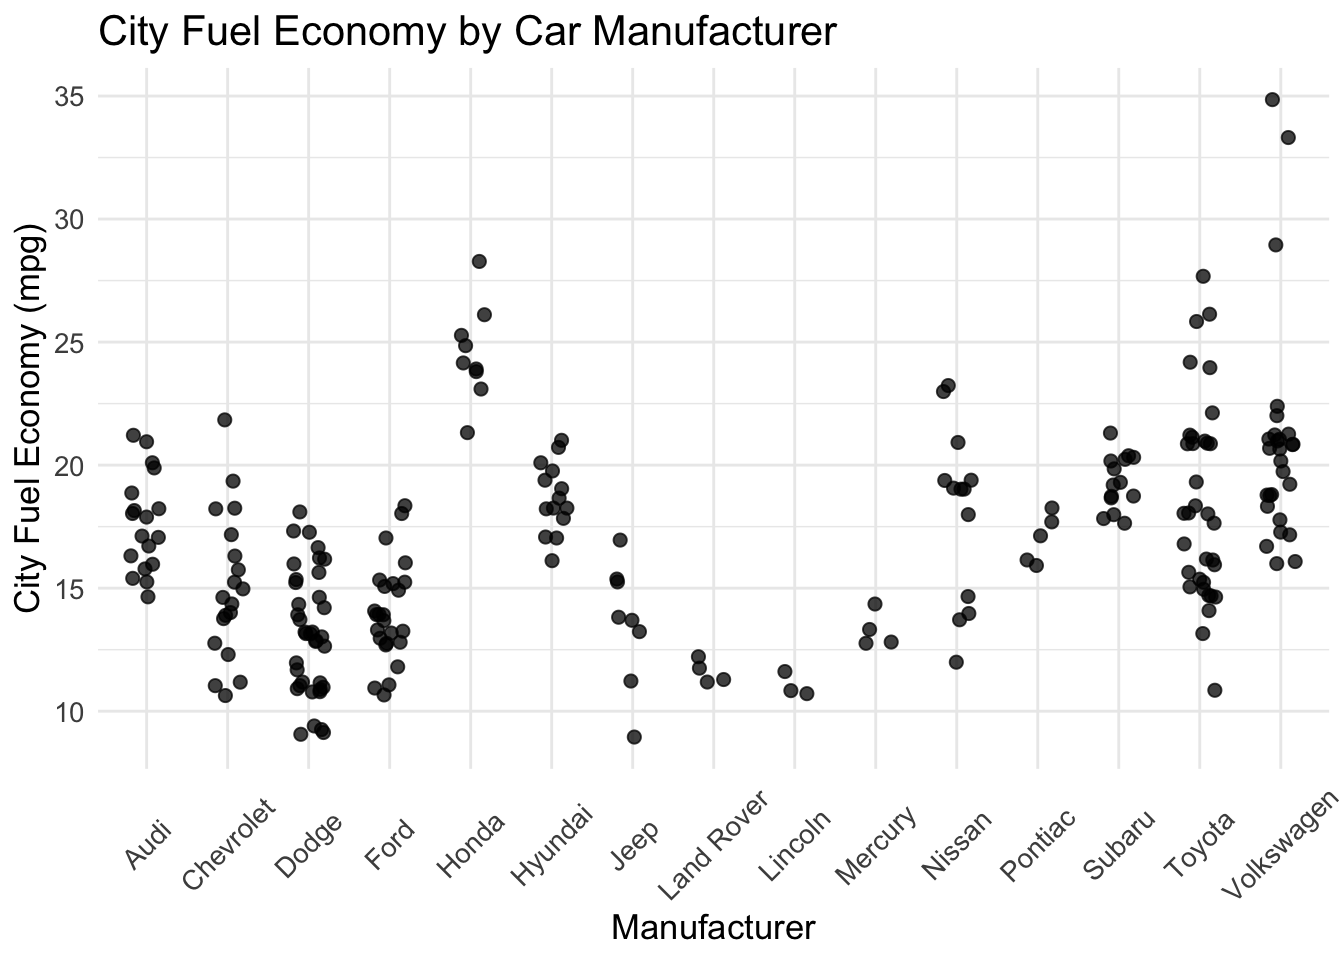 City Fuel Economy by Car Manufacturer
City Fuel Economy (mpg)
35
30
25
20
15
10
Audi
Chevrolet
Dodge
Ford
Honda
Hyundai
Jeep
Land Rover
Lincoln
Mercury
Nissan
Pontiac
Subaru
Toyota
Volkswagen
Manufacturer